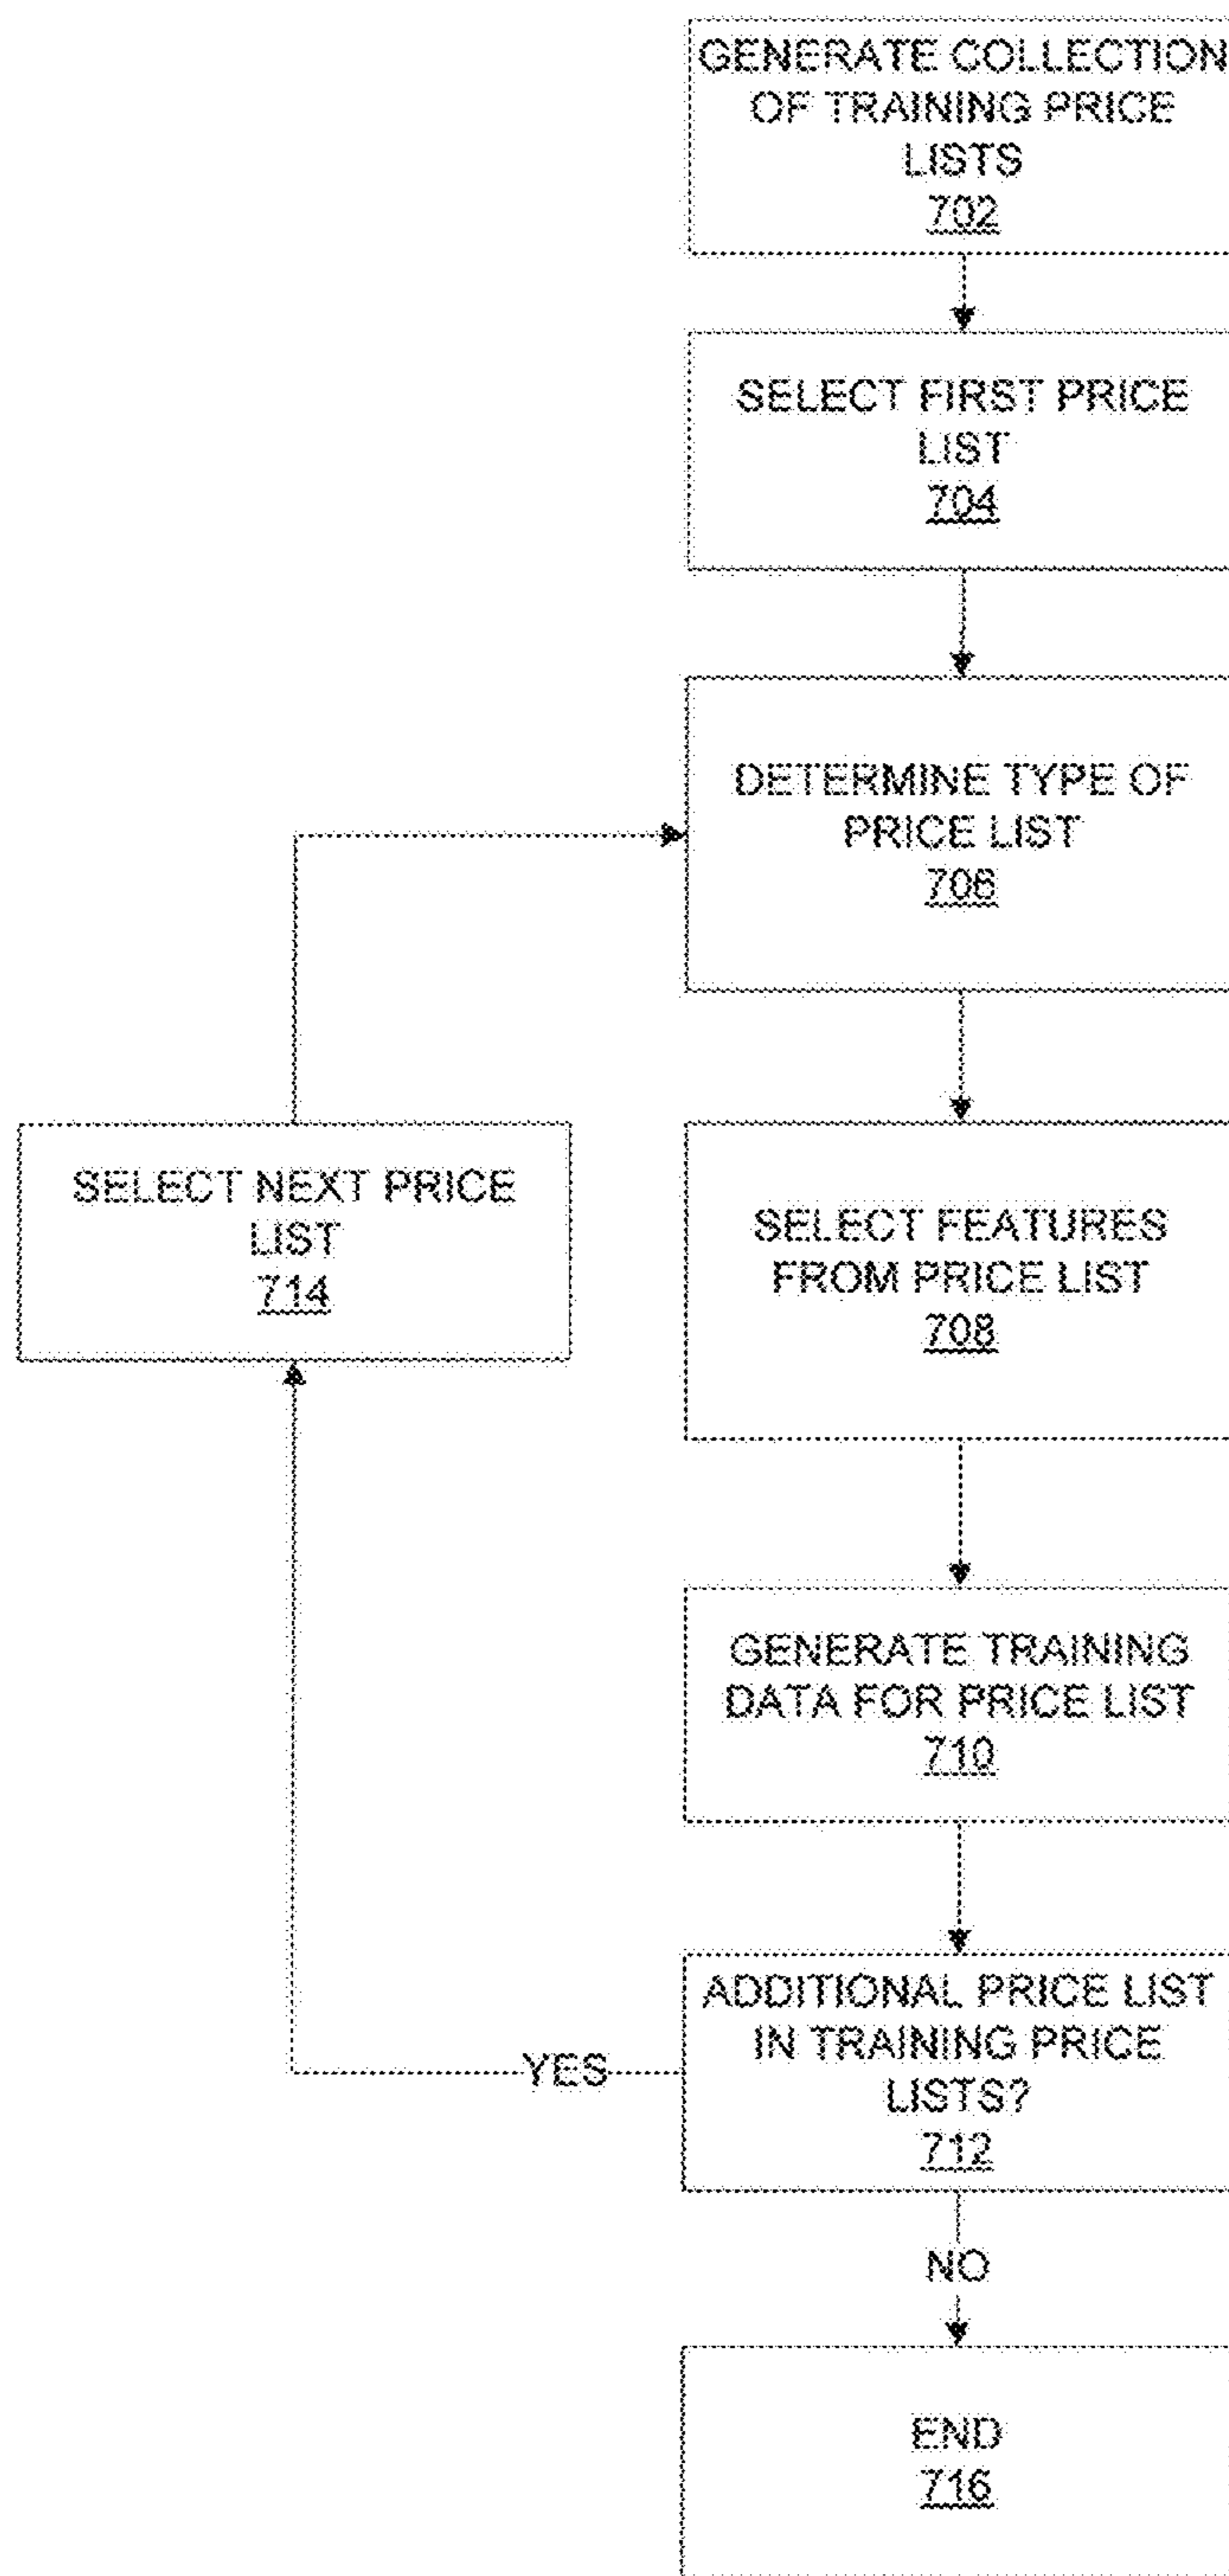 GENERATE COLLECTION
OF TRAINING PRICE
LISTS
702
SELECT FIRST PRICE
LIST
704
DETERMINE TYPE OF
PRICE LIST
706
SELECT NEXT PRICE
LIST
714
SELECT FEATURES
FROM PRICE LIST
708
GENERATE TRAINING
DATA FOR PRICE LIST
710
ADDITIONAL PRICE LIST
IN TRAINING PRICE
LISTS?
712
YES
NO
END
716